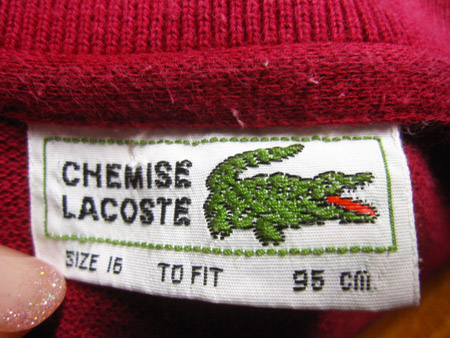 CHEMISE
LACOSTE
SIZE 16 TO FIT 95 cm